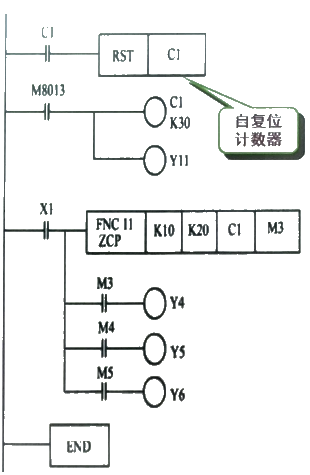 C1
RST C1
M8013
C1
K30
自复位
计数器
Y11
X1
FNC 11
ZCP K10 K20 C1 M3
M3
Y4
M4
Y5
M5
Y6
END